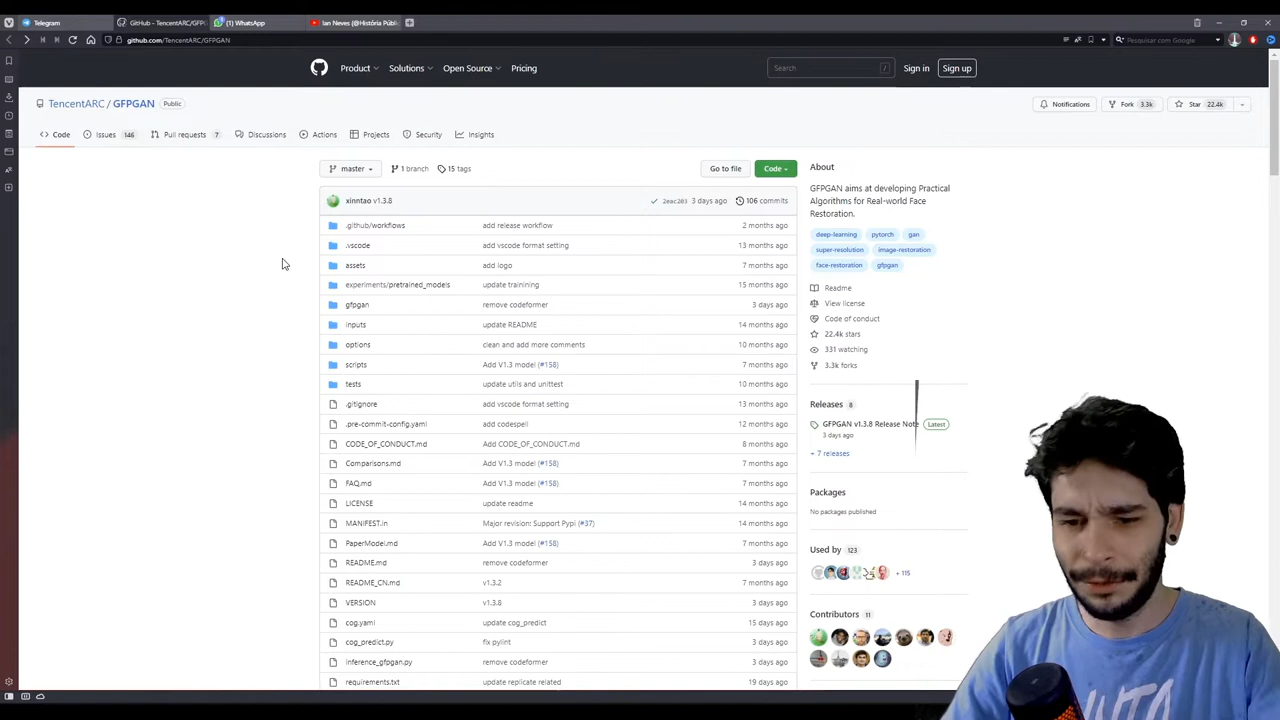 Telegram
GitHub - TencentARC/GFPG
(1) WhatsApp
Ian Neves (@História Públi
github.com/TencentARC/GFPGAN
Pesquisar com Google
Product
Solutions
Open Source
Pricing
Search
/
Sign in
Sign up
TencentARC / GFPGAN Public
Notifications
Fork 3.3k
Star 22.4k
Code
Issues 146
Pull requests 7
Discussions
Actions
Projects
Security
Insights
master
1 branch
15 tags
Go to file
Code
xinntao v1.3.8 2eac203 3 days ago 106 commits
.github/workflows add release workflow 2 months ago
.vscode add vscode format setting 13 months ago
assets add logo 7 months ago
experiments/pretrained_models update trainining 15 months ago
gfpgan remove codeformer 3 days ago
inputs update README 14 months ago
options clean and add more comments 10 months ago
scripts Add V1.3 model (#158) 7 months ago
tests update utils and unittest 10 months ago
.gitignore add vscode format setting 13 months ago
.pre-commit-config.yaml add codespell 12 months ago
CODE_OF_CONDUCT.md Add CODE_OF_CONDUCT.md 8 months ago
Comparisons.md Add V1.3 model (#158) 7 months ago
FAQ.md Add V1.3 model (#158) 7 months ago
LICENSE update readme 14 months ago
MANIFEST.in Major revision: Support Pypi (#37) 14 months ago
PaperModel.md Add V1.3 model (#158) 7 months ago
README.md remove codeformer 3 days ago
README_CN.md v1.3.2 7 months ago
VERSION v1.3.8 3 days ago
cog.yaml update cog_predict 15 days ago
cog_predict.py fix pylint 3 days ago
inference_gfpgan.py remove codeformer 3 days ago
requirements.txt update replicate related 19 days ago
About
GFPGAN aims at developing Practical
Algorithms for Real-world Face
Restoration.
deep-learning pytorch gan
super-resolution image-restoration
face-restoration gfpgan
Readme
View license
Code of conduct
22.4k stars
331 watching
3.3k forks
Releases 8
GFPGAN v1.3.8 Release Note Latest
3 days ago
+ 7 releases
Packages
No packages published
Used by 123
+ 115
Contributors 11